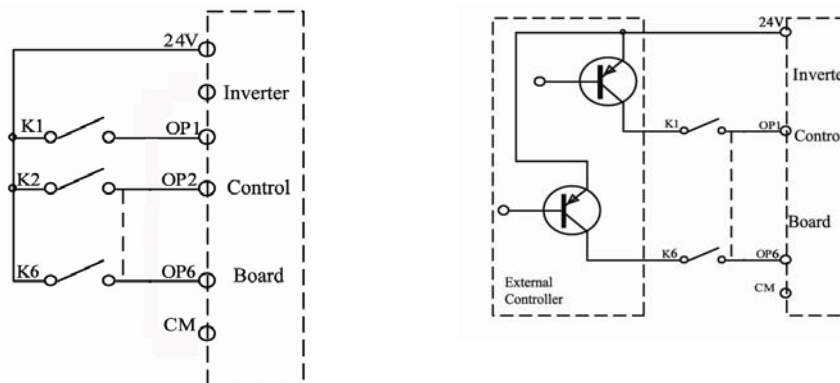 24V
Inverter
K1
OP1
K2
OP2
Control
K6
OP6
Board
CM
24V
Inverte
K1
OP1
Contro
Board
K6
OP6
External
Controller
CM